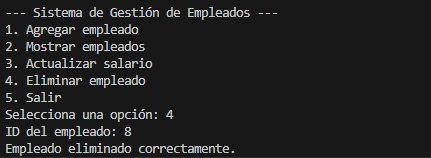 --- Sistema de Gestión de Empleados ---
1. Agregar empleado
2. Mostrar empleados
3. Actualizar salario
4. Eliminar empleado
5. Salir
Selecciona una opción: 4
ID del empleado: 8
Empleado eliminado correctamente.